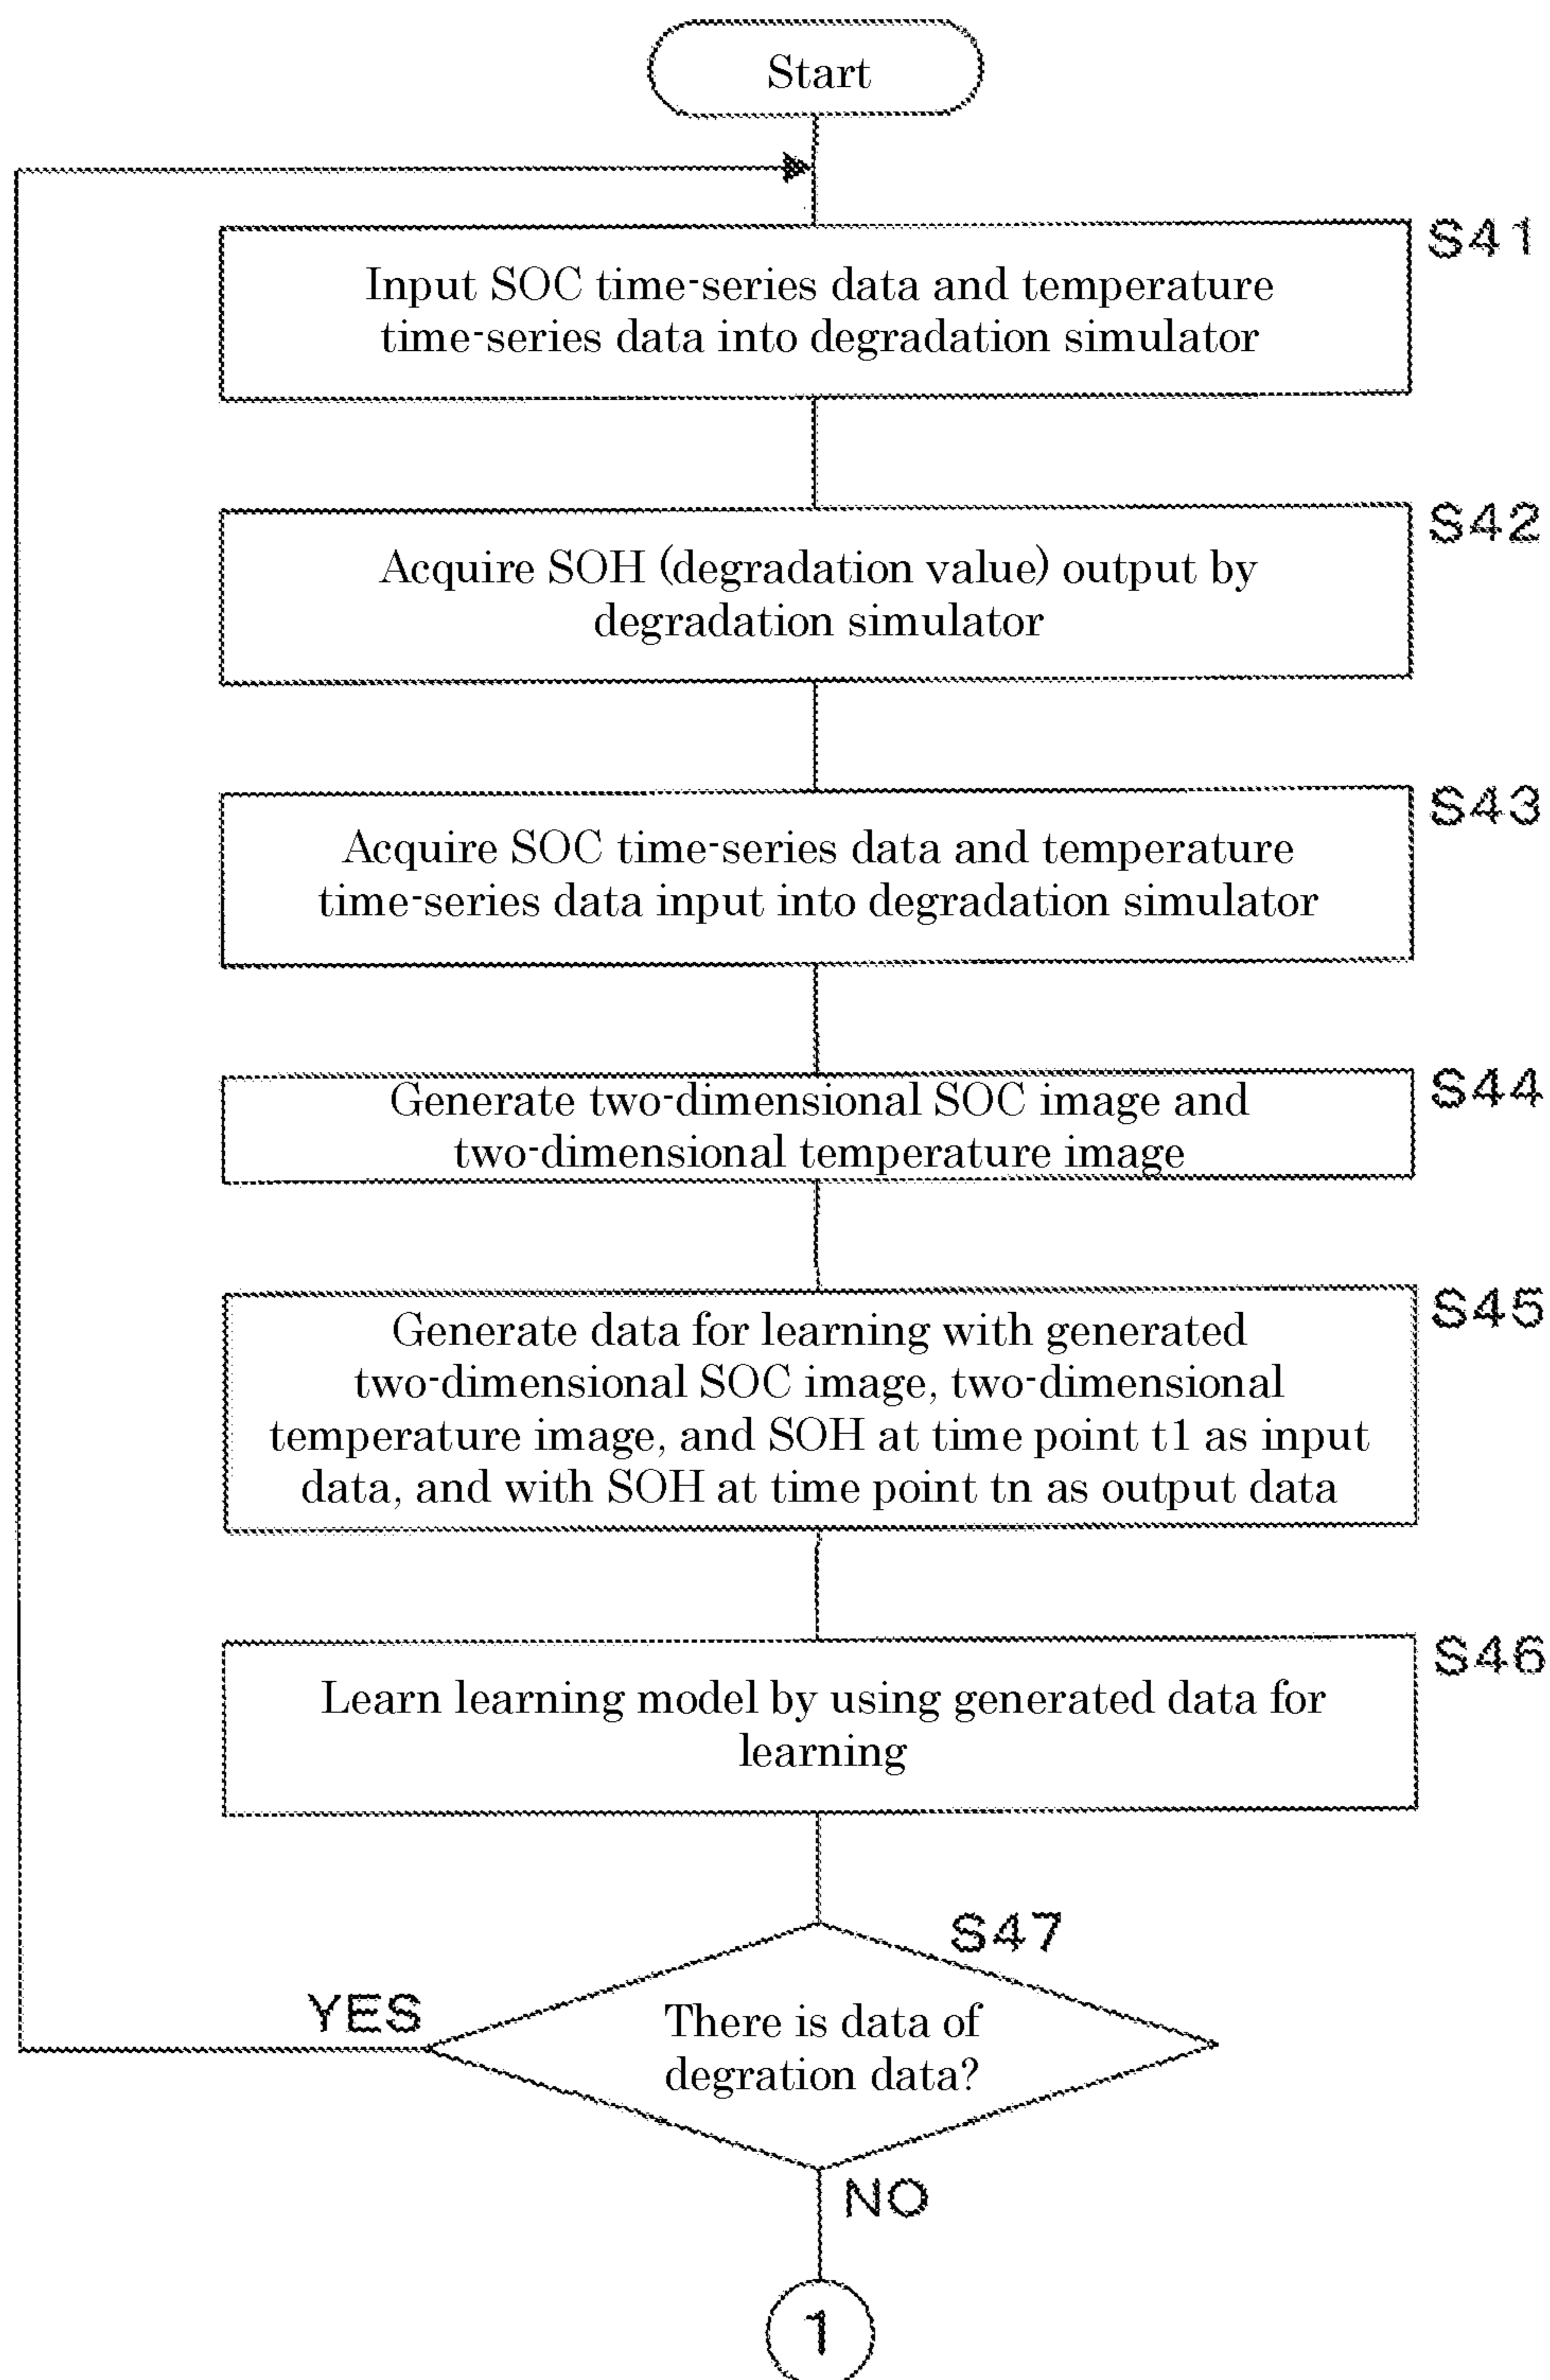 Start
S41
Input SOC time-series data and temperature
time-series data into degradation simulator
S42
Acquire SOH (degradation value) output by
degradation simulator
S43
Acquire SOC time-series data and temperature
time-series data input into degradation simulator
S44
Generate two-dimensional SOC image and
two-dimensional temperature image
S45
Generate data for learning with generated
two-dimensional SOC image, two-dimensional
temperature image, and SOH at time point t1 as input
data, and with SOH at time point tn as output data
S46
Learn learning model by using generated data for
learning
S47
YES
There is data of
degration data?
NO
1